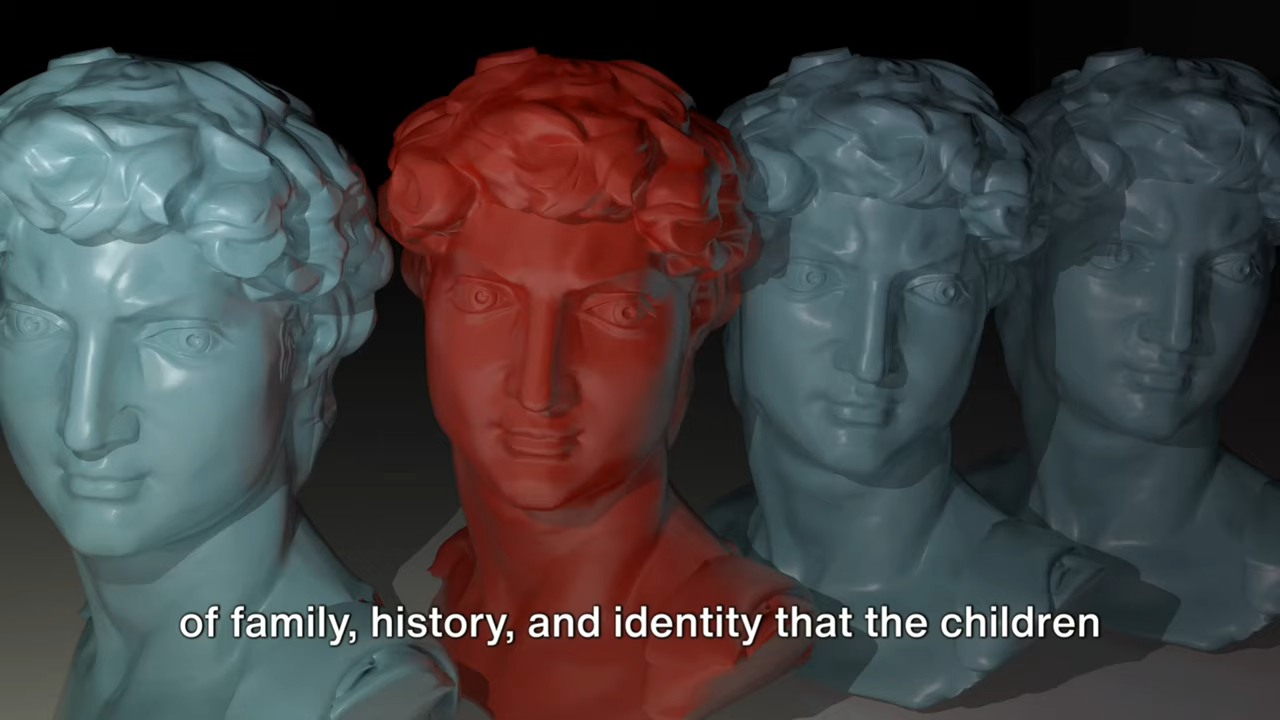 of family, history, and identity that the children